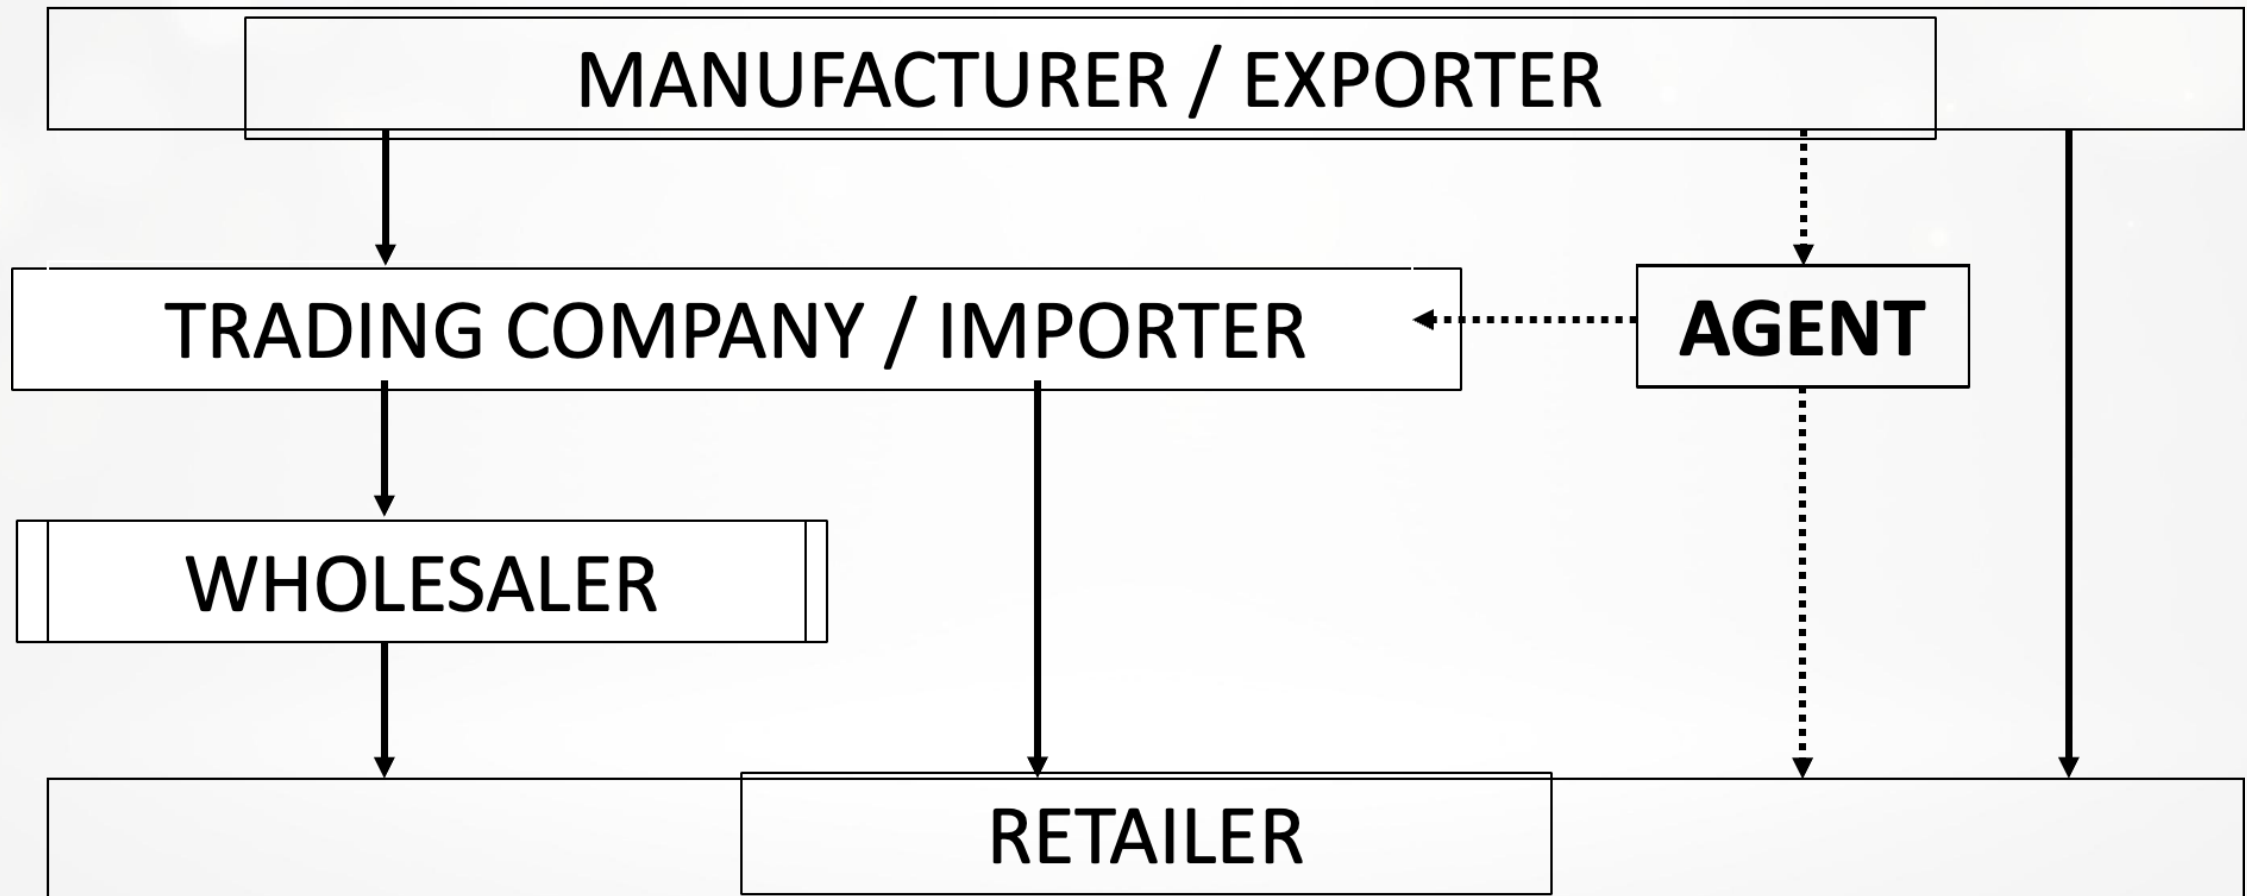 MANUFACTURER / EXPORTER
TRADING COMPANY / IMPORTER
AGENT
WHOLESALER
RETAILER